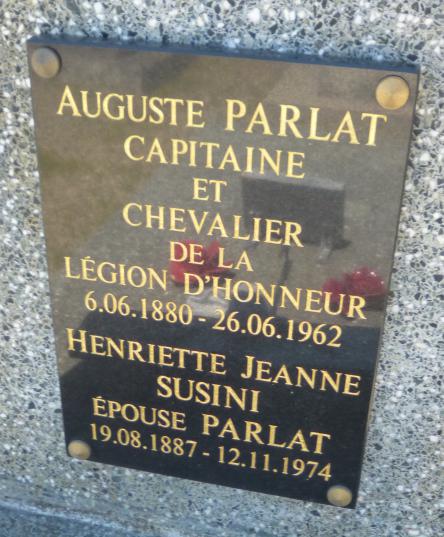 AUGUSTE PARLAT
CAPITAINE
ET
CHEVALIER
DE LA
LÉGION D'HONNEUR
6.06.1880 - 26.06.1962
HENRIETTE JEANNE
SUSINI
ÉPOUSE PARLAT
19.08.1887 - 12.11.1974